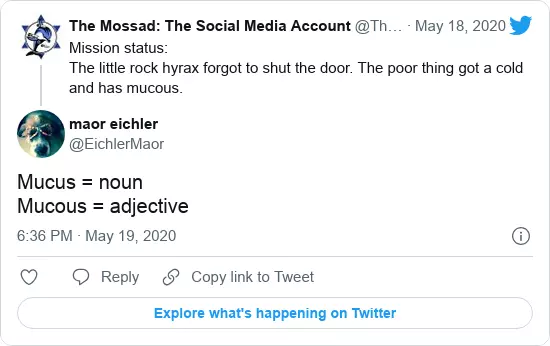 The Mossad: The Social Media Account @Th… · May 18, 2020
Mission status:
The little rock hyrax forgot to shut the door. The poor thing got a cold
and has mucous.
maor eichler
@EichlerMaor
Mucus = noun
Mucous = adjective
6:36 PM · May 19, 2020
Reply
Copy link to Tweet
Explore what's happening on Twitter